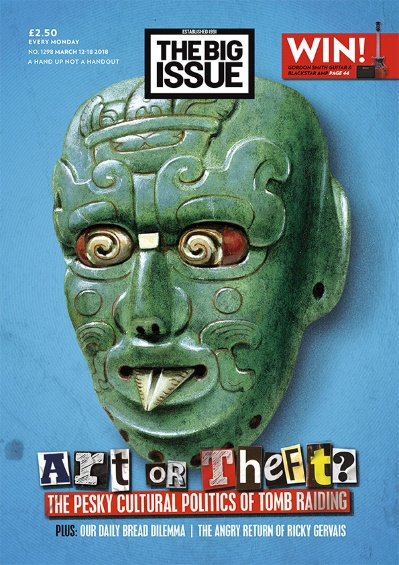 £2.50
EVERY MONDAY
NO. 1298 MARCH 12-18 2018
A HAND UP NOT A HANDOUT
ESTABLISHED 1991
THE BIG
ISSUE
WIN!
GORDON SMITH GUITAR &
BLACKSTAR AMP PAGE 46
Art OR Theft?
THE PESKY CULTURAL POLITICS OF TOMB RAIDING
PLUS: OUR DAILY BREAD DILEMMA | THE ANGRY RETURN OF RICKY GERVAIS